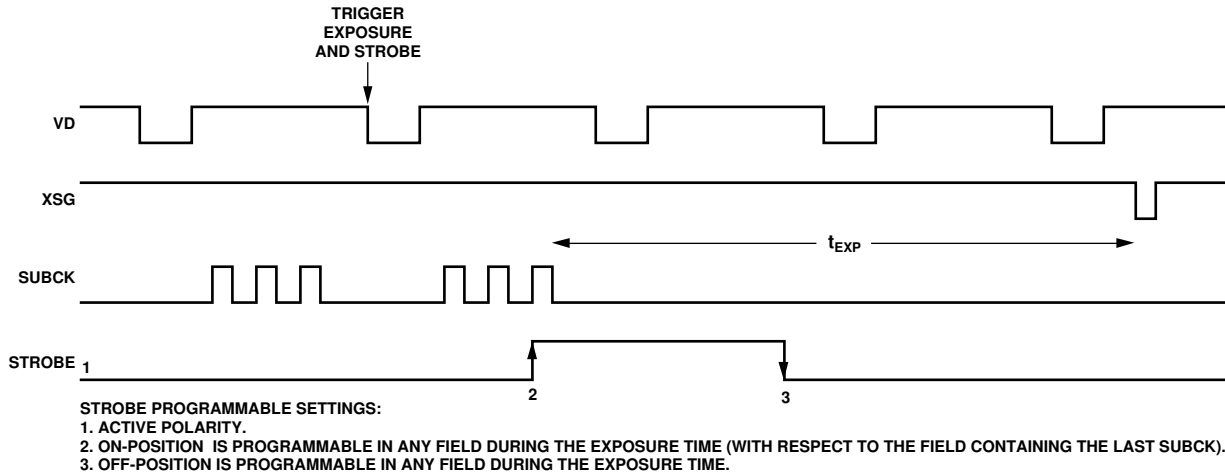 TRIGGER
EXPOSURE
AND STROBE
VD
XSG
tEXP
SUBCK
STROBE 1
2
3
STROBE PROGRAMMABLE SETTINGS:
1. ACTIVE POLARITY.
2. ON-POSITION IS PROGRAMMABLE IN ANY FIELD DURING THE EXPOSURE TIME (WITH RESPECT TO THE FIELD CONTAINING THE LAST SUBCK).
3. OFF-POSITION IS PROGRAMMABLE IN ANY FIELD DURING THE EXPOSURE TIME.